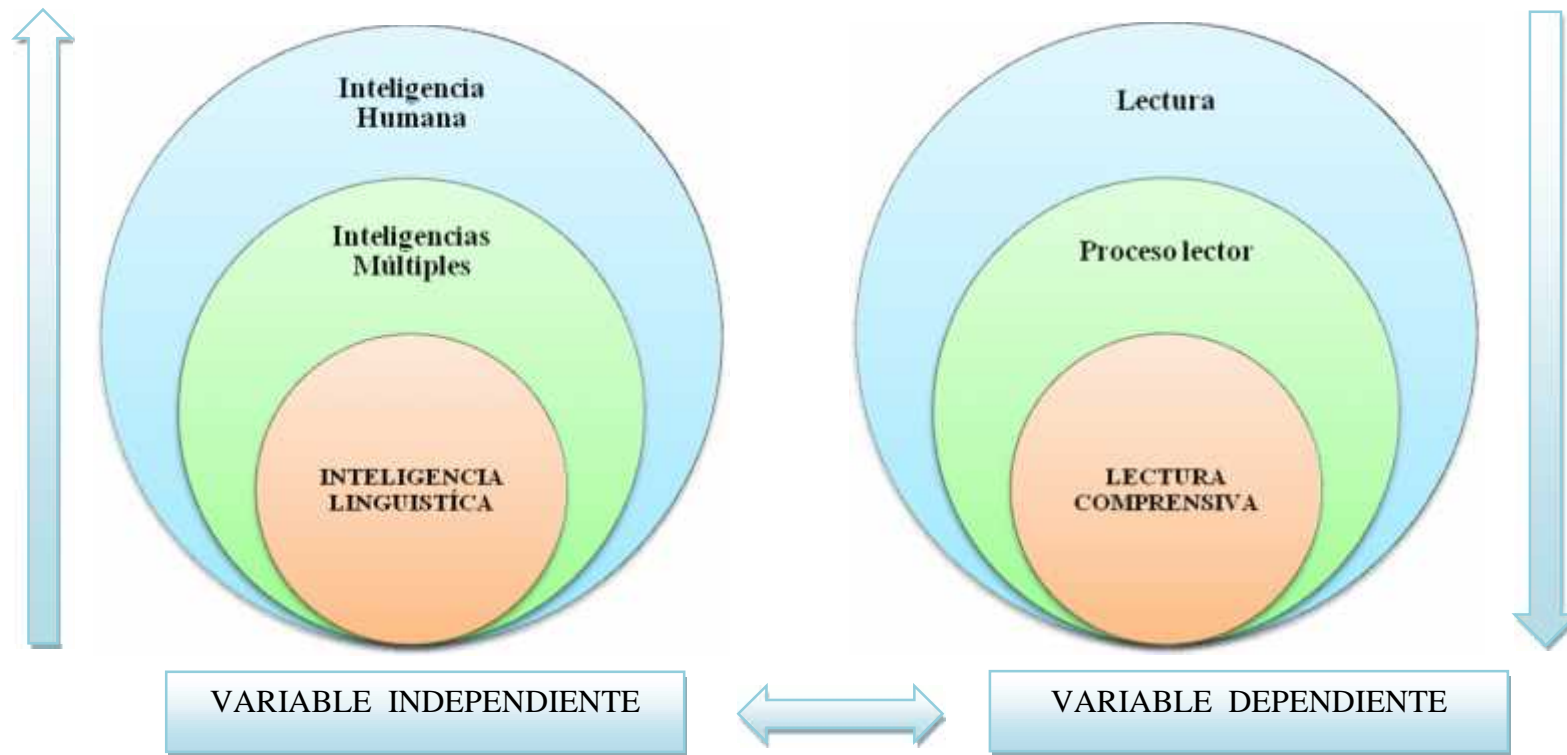 Inteligencia
Humana
Inteligencias
Múltiples
INTELIGENCIA
LINGUISTÍCA
VARIABLE INDEPENDIENTE
Lectura
Proceso lector
LECTURA
COMPRENSIVA
VARIABLE DEPENDIENTE